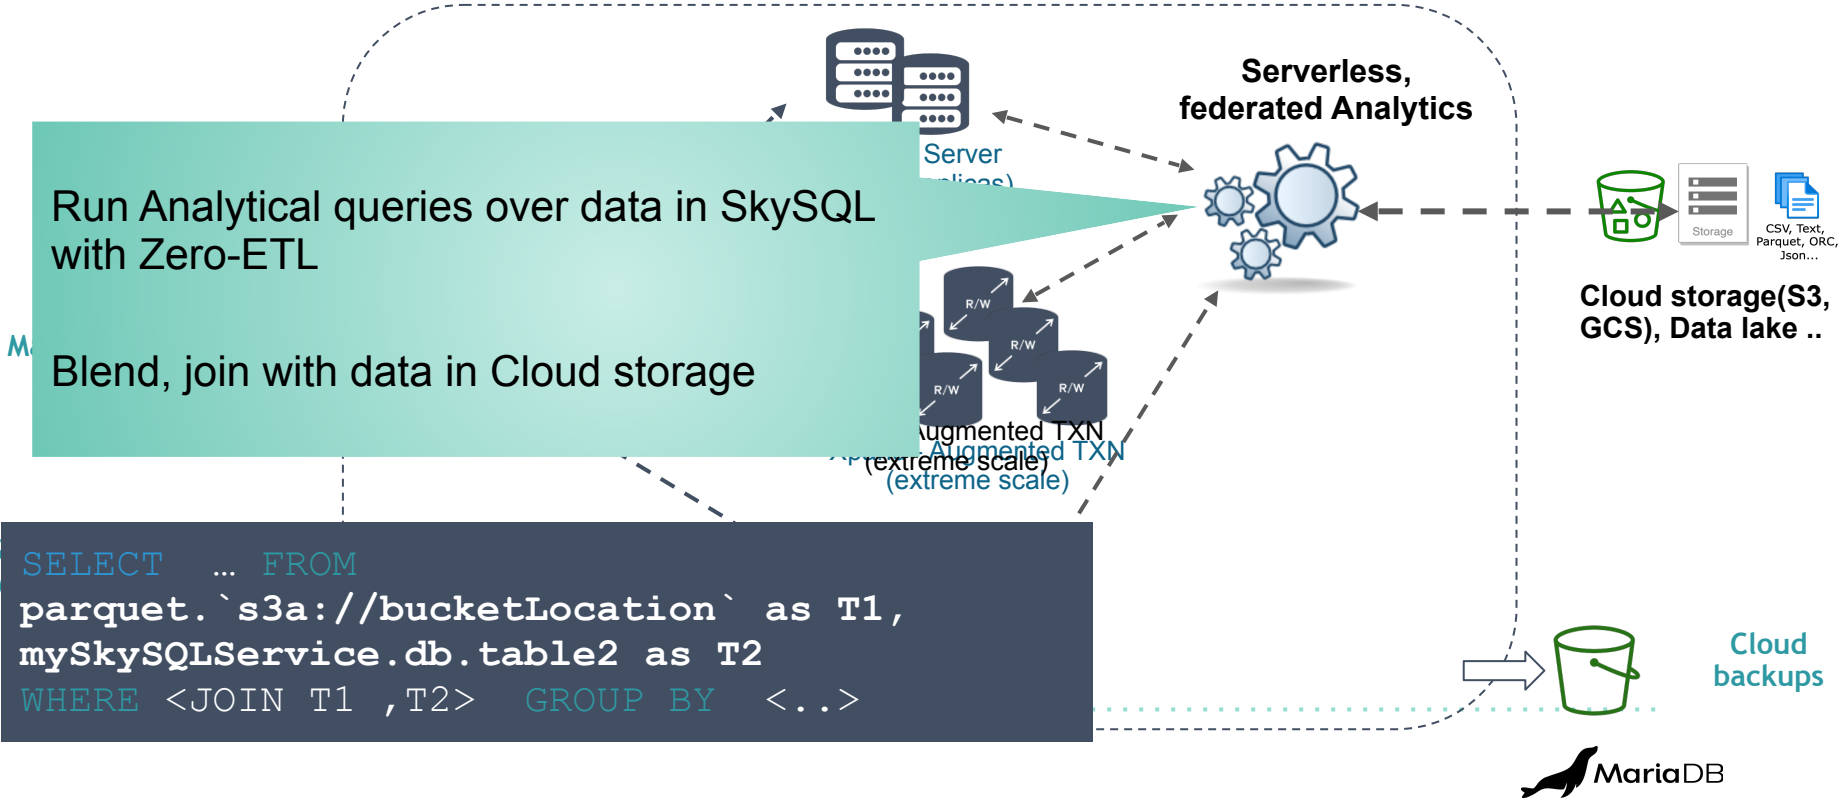 Serverless,
federated Analytics
Server
Run Analytical queries over data in SkySQL
with Zero-ETL
Blend, join with data in Cloud storage
Storage
CSV, Text,
Parquet, ORC,
Json...
Cloud storage(S3,
GCS), Data lake ..
R/W
R/W
R/W
R/W
Augmented TXN
(extreme scale)
Augmented TXN
(extreme scale)
SELECT … FROM
parquet.`s3a://bucketLocation` as T1,
mySkySQLService.db.table2 as T2
WHERE <JOIN T1 ,T2> GROUP BY <..>
Cloud
backups
MariaDB